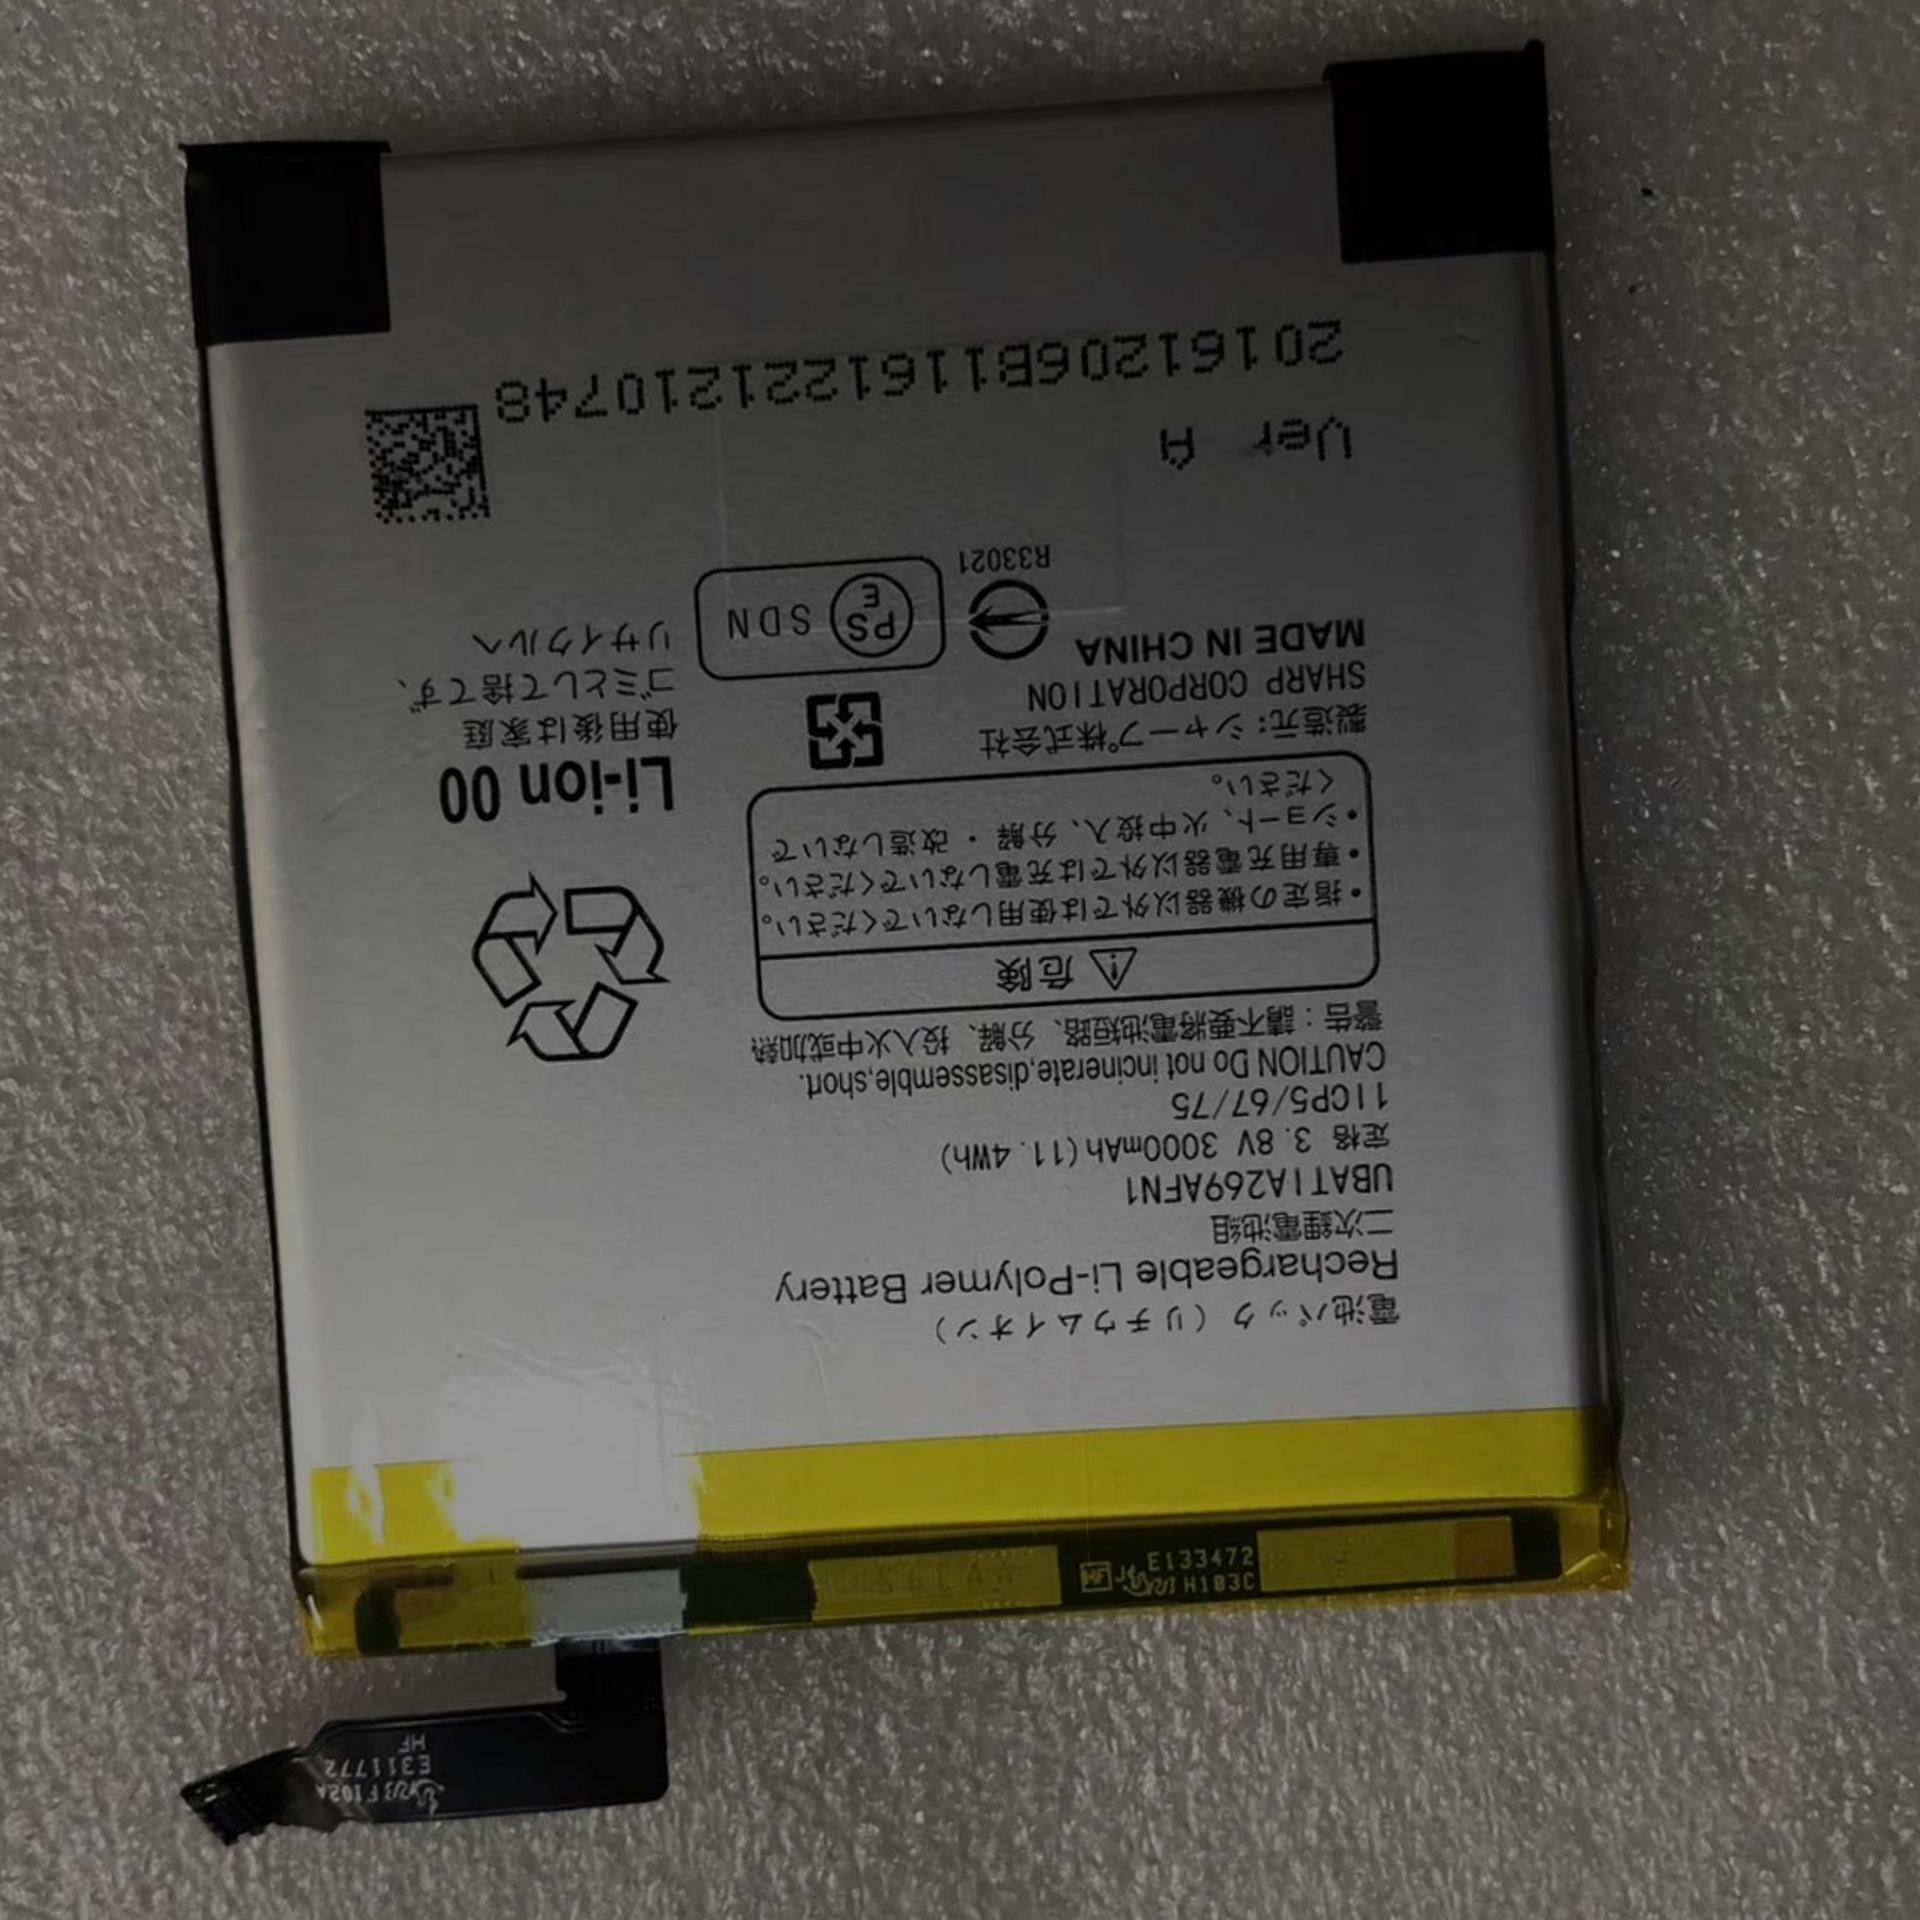 電池パック（リチウムイオン）
Rechargeable Li-Polymer Battery
二次鋰電池組
UBATIA269AFN1
定格 3.8V 3000mAh(11.4Wh)
1ICP5/67/75
CAUTION Do not incinerate,disassemble,short.
警告：請不要將電池短路、分解、投入火中或加熱
危険
•指定の機器以外では使用しないでください。
•専用充電器以外では充電しないでください。
•ショート、火中投入、分解・改造しないで
ください。
製造元：シャープ株式会社
SHARP CORPORATION
MADE IN CHINA
R33021
PS
E
SDN
Li-ion 00
使用後は家庭
ゴミとして捨てず、
リサイクルへ
Ver A
20161206B1161221210748
E133472
H103C
F102A
E311772
HF